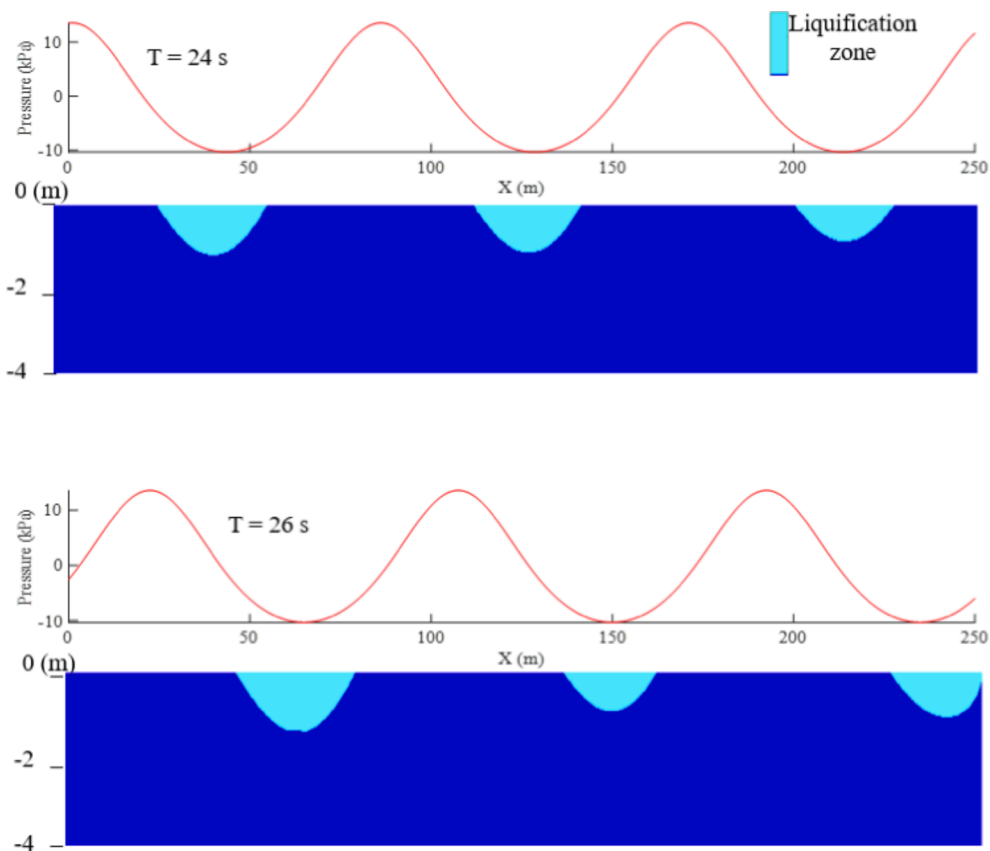 Liquification
zone
T = 24 s
Pressure (kPa)
10
0
-10
0 50 100 150 200 250
X (m)
0 (m)
-2
-4
T = 26 s
Pressure (kPa)
10
0
-10
0 50 100 150 200 250
X (m)
0 (m)
-2
-4